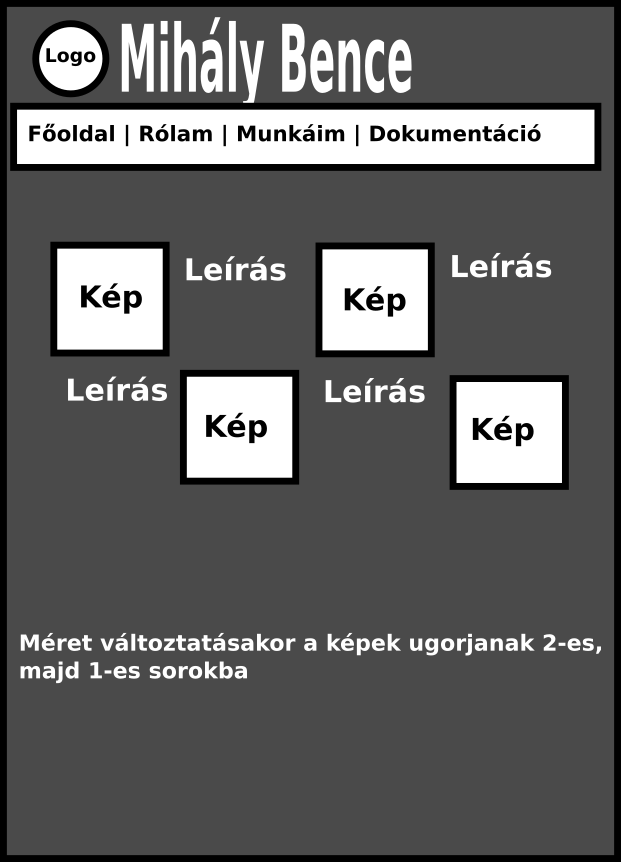 Logo
Mihály Bence
Főoldal | Rólam | Munkáim | Dokumentáció
Kép
Leírás
Kép
Leírás
Leírás
Kép
Leírás
Kép
Méret változtatásakor a képek ugorjanak 2-es,
majd 1-es sorokba